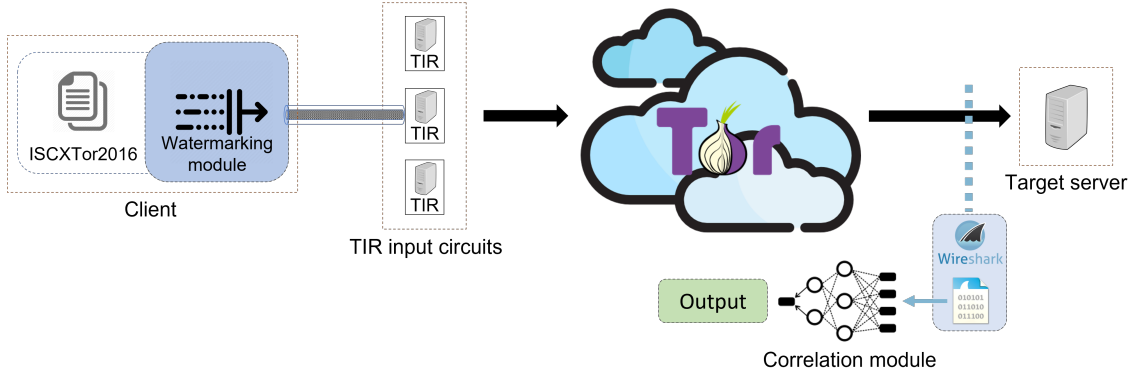 ISCXTor2016
Watermarking
module
Client
TIR
TIR
TIR
TIR input circuits
Tor
Target server
Wireshark
010101
011010
011100
Output
Correlation module